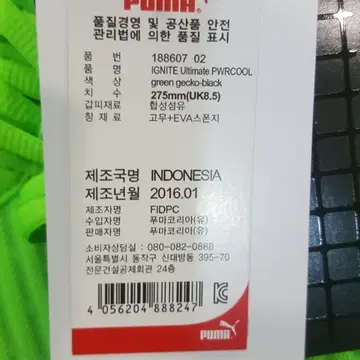 PUMA
품질경영 및 공산품 안전
관리법에 의한 품질 표시
품 번 188607 02
품 명 IGNITE Ultimate PWRCOOL
색 상 green gecko-black
치 수 275mm(UK8.5)
갑피재료 합성섬유
창 재 료 고무+EVA스폰지
제조국명 INDONESIA
제조년월 2016.01
제조자명 FIDPC
수입자명 푸마코리아(유)
판매자명 푸마코리아(유)
소비자상담실 : 080-082-0888
서울특별시 동작구 신대방동 395-70
전문건설공제회관 24층
4 056204 888247
PUMA